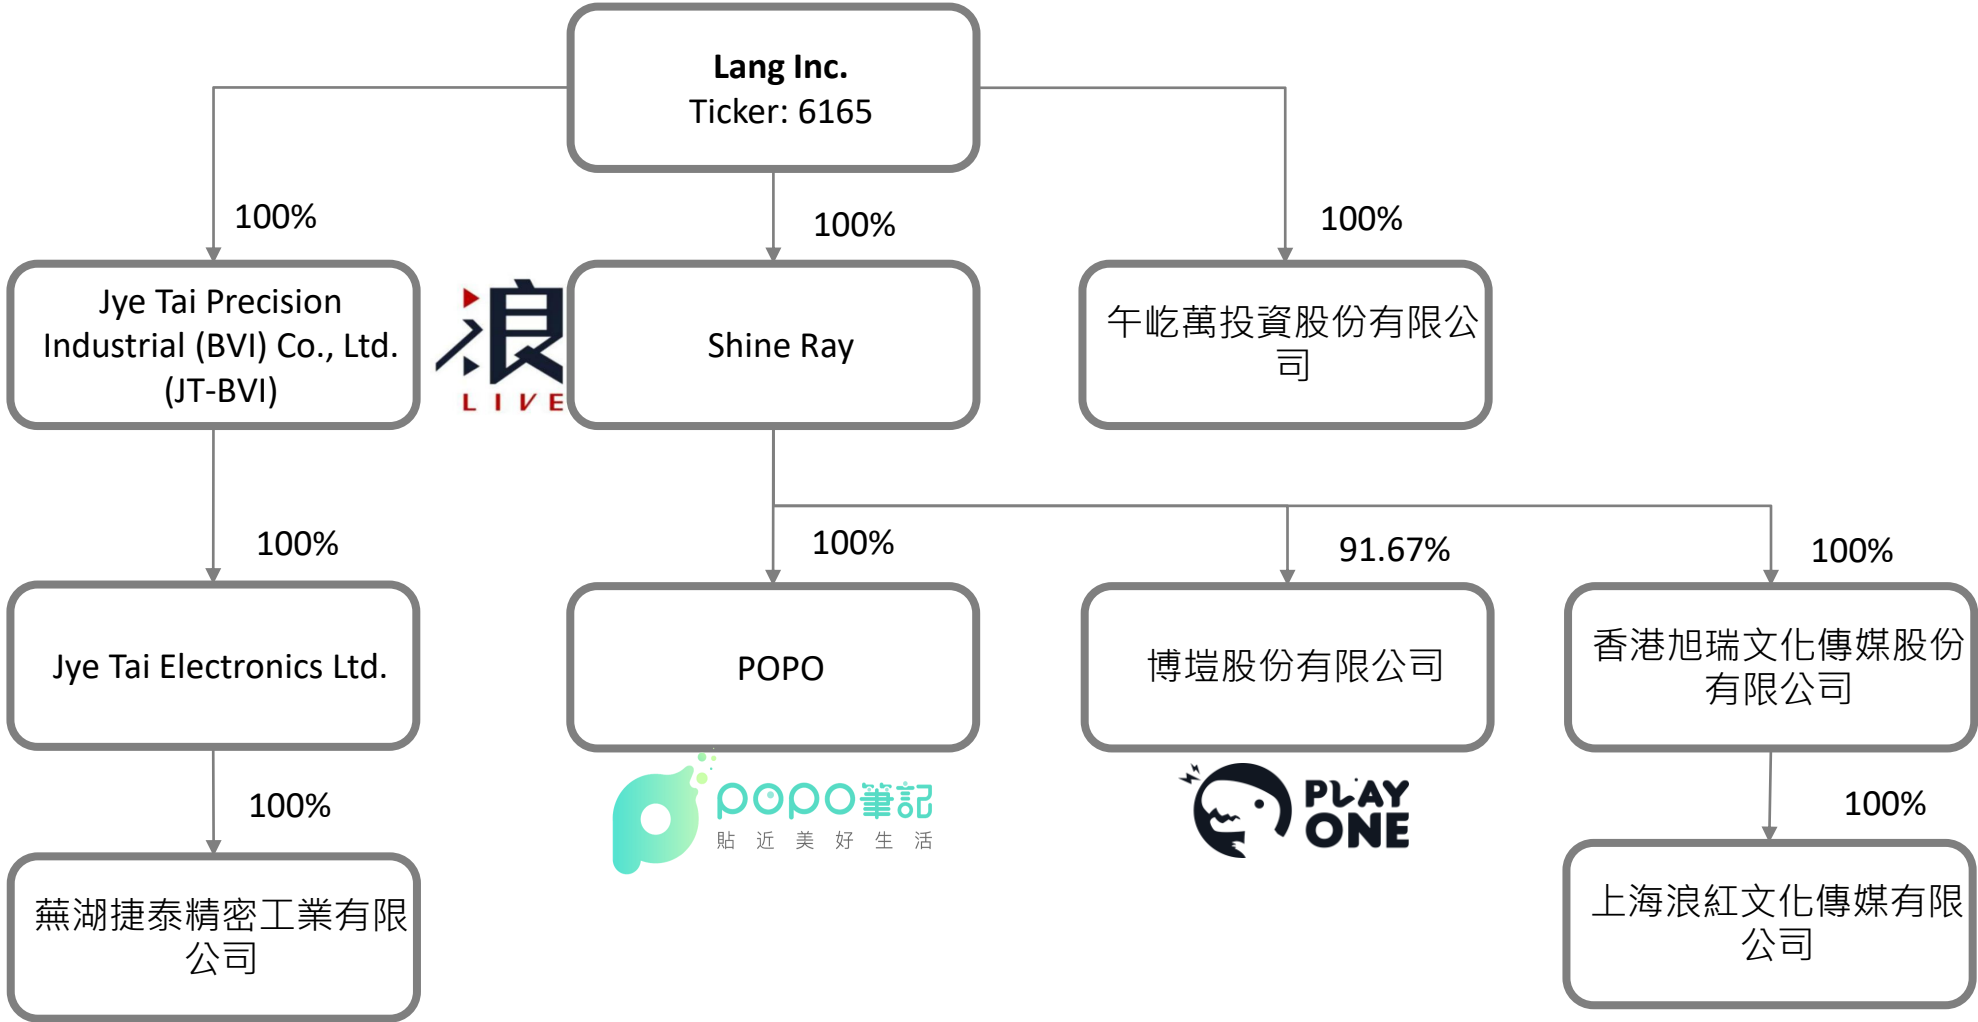 Lang Inc.
Ticker: 6165
100%
100%
100%
Jye Tai Precision
Industrial (BVI) Co., Ltd.
(JT-BVI)
浪
LIVE
Shine Ray
午屹萬投資股份有限公
司
100%
100%
91.67%
100%
Jye Tai Electronics Ltd.
POPO
博塏股份有限公司
香港旭瑞文化傳媒股份
有限公司
100%
popo筆記
貼近美好生活
PLAY
ONE
100%
蕪湖捷泰精密工業有限
公司
上海浪紅文化傳媒有限
公司